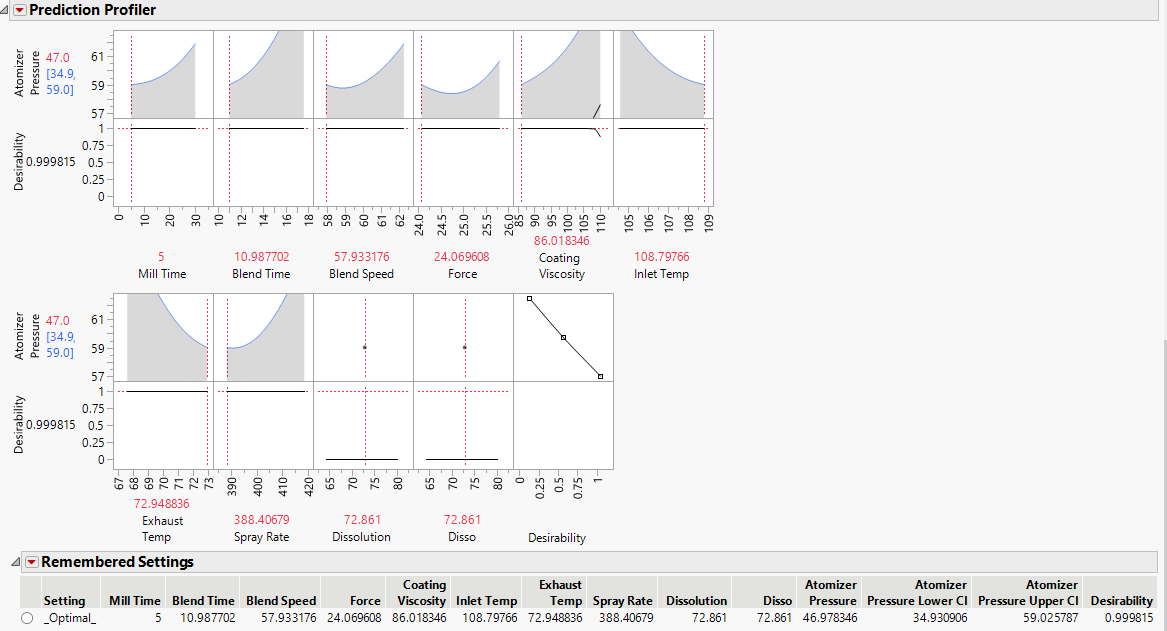 Prediction Profiler
Atomizer
Pressure
47.0
[34.9,
59.0]
61
59
57
Desirability
0.999815
1
0.75
0.5
0.25
0
0 10 20 30
10 12 14 16 18
58 59 60 61 62
24.0 24.5 25.0 25.5 26.0
85 90 95 100 105 110
105 106 107 108 109
5
Mill Time
10.987702
Blend Time
57.933176
Blend Speed
24.069608
Force
86.018346
Coating
Viscosity
108.79766
Inlet Temp
Atomizer
Pressure
47.0
[34.9,
59.0]
61
59
57
Desirability
0.999815
1
0.75
0.5
0.25
0
67 68 69 70 71 72 73
390 400 410 420
65 70 75 80
65 70 75 80
0 0.25 0.5 0.75 1
72.948836
Exhaust
Temp
388.40679
Spray Rate
72.861
Dissolution
72.861
Disso
Desirability
Remembered Settings
Setting Mill Time Blend Time Blend Speed Force Coating Viscosity Inlet Temp Exhaust Temp Spray Rate Dissolution Disso Atomizer Pressure Atomizer Pressure Lower CI Atomizer Pressure Upper CI Desirability
_Optimal_ 5 10.987702 57.933176 24.069608 86.018346 108.79766 72.948836 388.40679 72.861 72.861 46.978346 34.930906 59.025787 0.999815